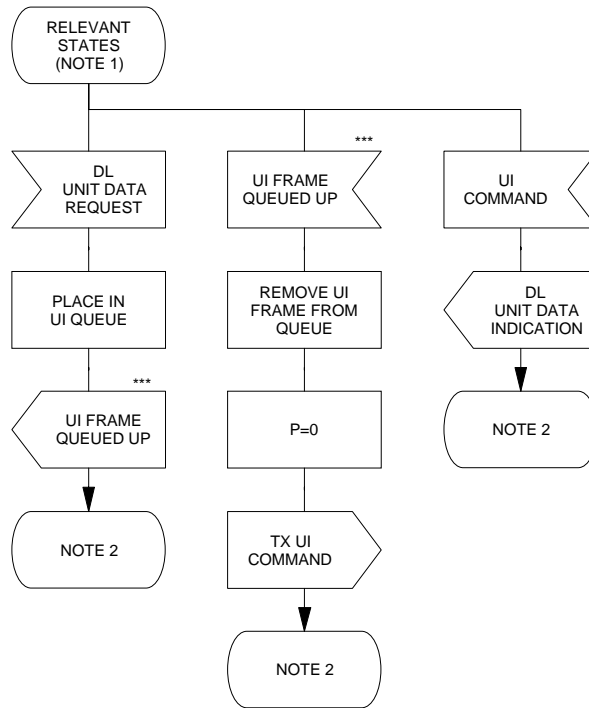 RELEVANT
STATES
(NOTE 1)
***
DL
UNIT DATA
REQUEST
UI FRAME
QUEUED UP
UI
COMMAND
PLACE IN
UI QUEUE
REMOVE UI
FRAME FROM
QUEUE
DL
UNIT DATA
INDICATION
***
UI FRAME
QUEUED UP
P=0
NOTE 2
NOTE 2
TX UI
COMMAND
NOTE 2